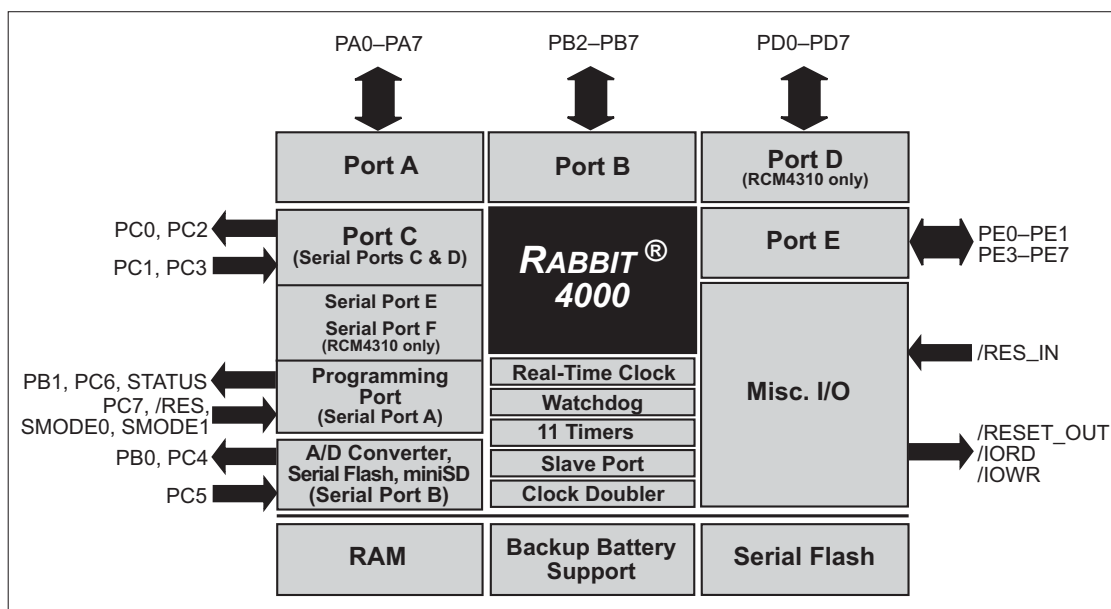 PA0–PA7
PB2–PB7
PD0–PD7
Port A
Port B
Port D
(RCM4310 only)
PC0, PC2
PC1, PC3
Port C
(Serial Ports C & D)
Serial Port E
Serial Port F
(RCM4310 only)
RABBIT ®
4000
Port E
PE0–PE1
PE3–PE7
PB1, PC6, STATUS
PC7, /RES,
SMODE0, SMODE1
Programming
Port
(Serial Port A)
PB0, PC4
PC5
A/D Converter,
Serial Flash, miniSD
(Serial Port B)
Real-Time Clock
Watchdog
11 Timers
Slave Port
Clock Doubler
Misc. I/O
/RES_IN
/RESET_OUT
/IORD
/IOWR
RAM
Backup Battery
Support
Serial Flash